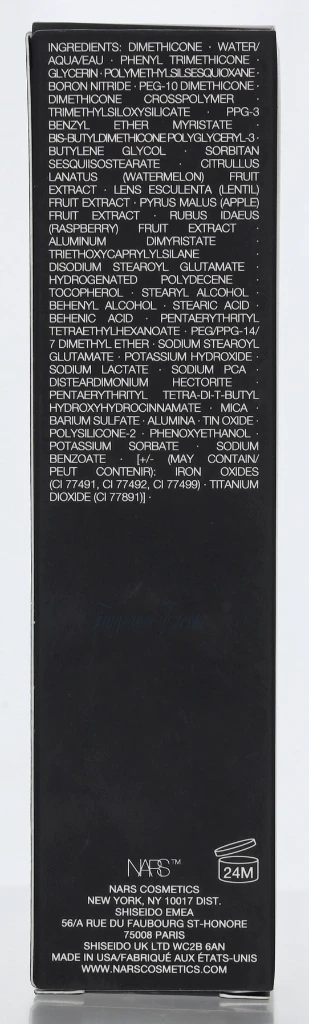 INGREDIENTS: DIMETHICONE · WATER/
AQUA/EAU · PHENYL TRIMETHICONE ·
GLYCERIN · POLYMETHYLSILSESQUIOXANE ·
BORON NITRIDE · PEG-10 DIMETHICONE ·
DIMETHICONE CROSSPOLYMER ·
TRIMETHYLSILOXYSILICATE · PPG-3
BENZYL ETHER MYRISTATE ·
BIS-BUTYLDIMETHICONE POLYGLYCERYL-3 ·
BUTYLENE GLYCOL · SORBITAN
SESQUIISOSTEARATE · CITRULLUS
LANATUS (WATERMELON) FRUIT
EXTRACT · LENS ESCULENTA (LENTIL)
FRUIT EXTRACT · PYRUS MALUS (APPLE)
FRUIT EXTRACT · RUBUS IDAEUS
(RASPBERRY) FRUIT EXTRACT ·
ALUMINUM DIMYRISTATE ·
TRIETHOXYCAPRYLYLSILANE ·
DISODIUM STEAROYL GLUTAMATE ·
HYDROGENATED POLYDECENE ·
TOCOPHEROL · STEARYL ALCOHOL ·
BEHENYL ALCOHOL · STEARIC ACID ·
BEHENIC ACID · PENTAERYTHRITYL
TETRAETHYLHEXANOATE · PEG/PPG-14/
7 DIMETHYL ETHER · SODIUM STEAROYL
GLUTAMATE · POTASSIUM HYDROXIDE ·
SODIUM LACTATE · SODIUM PCA ·
DISTEARDIMONIUM HECTORITE ·
PENTAERYTHRITYL TETRA-DI-T-BUTYL
HYDROXYHYDROCINNAMATE · MICA ·
BARIUM SULFATE · ALUMINA · TIN OXIDE ·
POLYSILICONE-2 · PHENOXYETHANOL ·
POTASSIUM SORBATE · SODIUM
BENZOATE · [+/- (MAY CONTAIN/
PEUT CONTENIR): IRON OXIDES
(CI 77491, CI 77492, CI 77499) · TITANIUM
DIOXIDE (CI 77891)] ·
NARS™
24M
NARS COSMETICS
NEW YORK, NY 10017 DIST.
SHISEIDO EMEA
56/A RUE DU FAUBOURG ST-HONORE
75008 PARIS
SHISEIDO UK LTD WC2B 6AN
MADE IN USA/FABRIQUÉ AUX ÉTATS-UNIS
WWW.NARSCOSMETICS.COM